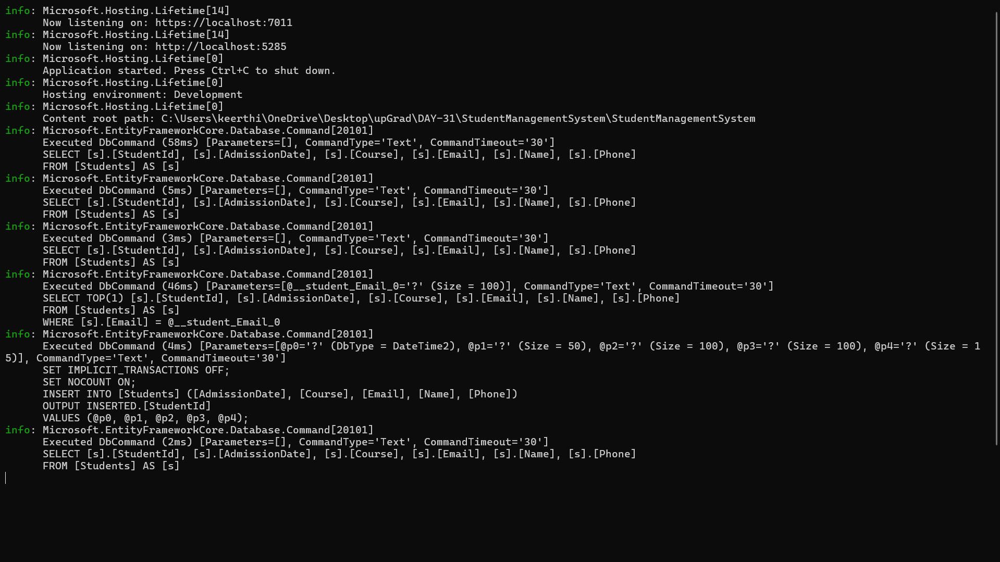 info: Microsoft.Hosting.Lifetime[14]
      Now listening on: https://localhost:7011
info: Microsoft.Hosting.Lifetime[14]
      Now listening on: http://localhost:5285
info: Microsoft.Hosting.Lifetime[0]
      Application started. Press Ctrl+C to shut down.
info: Microsoft.Hosting.Lifetime[0]
      Hosting environment: Development
info: Microsoft.Hosting.Lifetime[0]
      Content root path: C:\Users\keerthi\OneDrive\Desktop\upGrad\DAY-31\StudentManagementSystem\StudentManagementSystem
info: Microsoft.EntityFrameworkCore.Database.Command[20101]
      Executed DbCommand (58ms) [Parameters=[], CommandType='Text', CommandTimeout='30']
      SELECT [s].[StudentId], [s].[AdmissionDate], [s].[Course], [s].[Email], [s].[Name], [s].[Phone]
      FROM [Students] AS [s]
info: Microsoft.EntityFrameworkCore.Database.Command[20101]
      Executed DbCommand (5ms) [Parameters=[], CommandType='Text', CommandTimeout='30']
      SELECT [s].[StudentId], [s].[AdmissionDate], [s].[Course], [s].[Email], [s].[Name], [s].[Phone]
      FROM [Students] AS [s]
info: Microsoft.EntityFrameworkCore.Database.Command[20101]
      Executed DbCommand (3ms) [Parameters=[], CommandType='Text', CommandTimeout='30']
      SELECT [s].[StudentId], [s].[AdmissionDate], [s].[Course], [s].[Email], [s].[Name], [s].[Phone]
      FROM [Students] AS [s]
info: Microsoft.EntityFrameworkCore.Database.Command[20101]
      Executed DbCommand (46ms) [Parameters=[@__student_Email_0='?' (Size = 100)], CommandType='Text', CommandTimeout='30']
      SELECT TOP(1) [s].[StudentId], [s].[AdmissionDate], [s].[Course], [s].[Email], [s].[Name], [s].[Phone]
      FROM [Students] AS [s]
      WHERE [s].[Email] = @__student_Email_0
info: Microsoft.EntityFrameworkCore.Database.Command[20101]
      Executed DbCommand (4ms) [Parameters=[@p0='?' (DbType = DateTime2), @p1='?' (Size = 50), @p2='?' (Size = 100), @p3='?' (Size = 100), @p4='?' (Size = 1
5)], CommandType='Text', CommandTimeout='30']
      SET IMPLICIT_TRANSACTIONS OFF;
      SET NOCOUNT ON;
      INSERT INTO [Students] ([AdmissionDate], [Course], [Email], [Name], [Phone])
      OUTPUT INSERTED.[StudentId]
      VALUES (@p0, @p1, @p2, @p3, @p4);
info: Microsoft.EntityFrameworkCore.Database.Command[20101]
      Executed DbCommand (2ms) [Parameters=[], CommandType='Text', CommandTimeout='30']
      SELECT [s].[StudentId], [s].[AdmissionDate], [s].[Course], [s].[Email], [s].[Name], [s].[Phone]
      FROM [Students] AS [s]